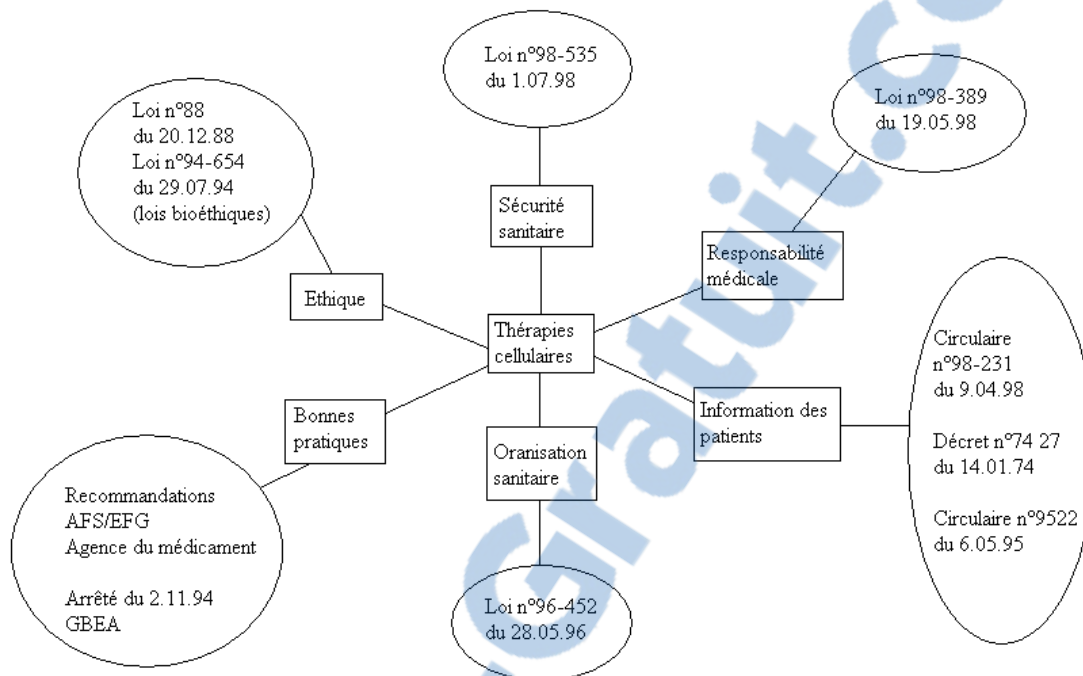 Loi n°98-535
du 1.07.98
Loi n°88
du 20.12.88
Loi n°94-654
du 29.07.94
(lois bioéthiques)
Loi n°98-389
du 19.05.98
Sécurité
sanitaire
Responsabilité
médicale
Ethique
Thérapies
cellulaires
Circulaire
n°98-231
du 9.04.98
Décret n°74 27
du 14.01.74
Circulaire n°9522
du 6.05.95
Information des
patients
Bonnes
pratiques
Oranisation
sanitaire
Recommandations
AFS/EFG
Agence du médicament
Arrêté du 2.11.94
GBEA
Loi n°96-452
du 28.05.96
Gratuit.co